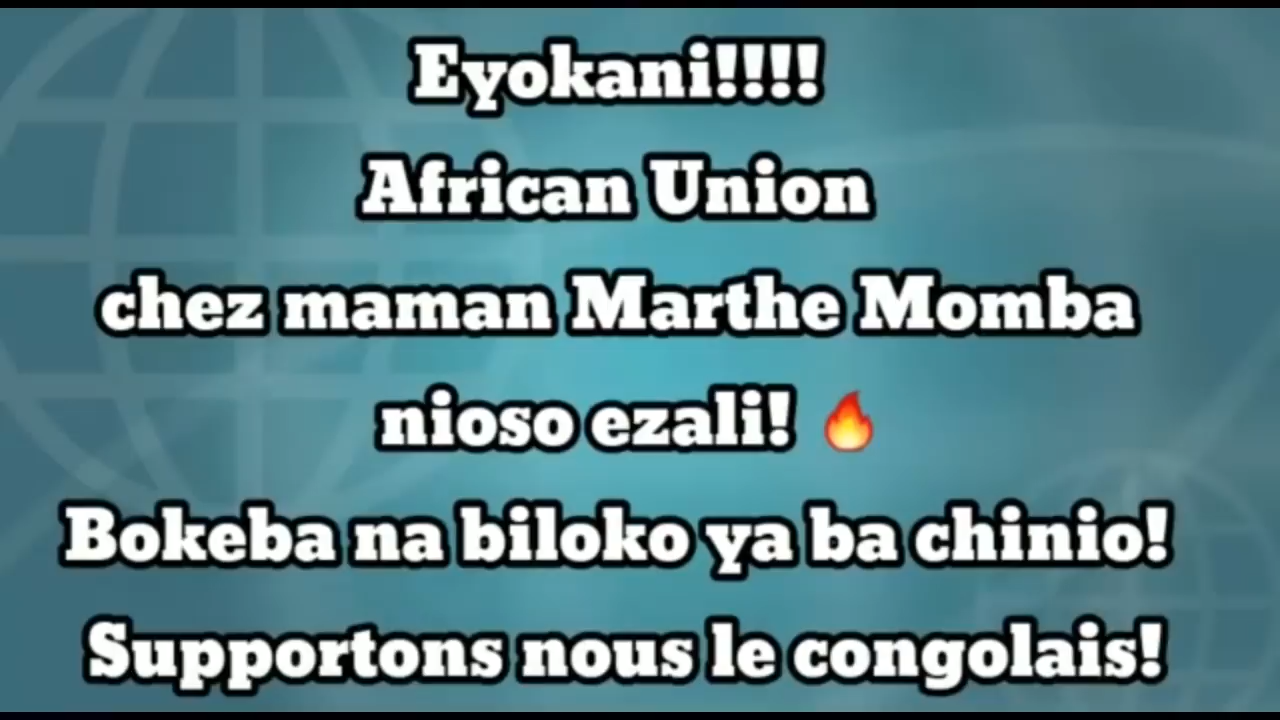 Eyokani!!!!
African Union
chez maman Marthe Momba
nioso ezali! 🔥
Bokeba na biloko ya ba chinio!
Supportons nous le congolais!